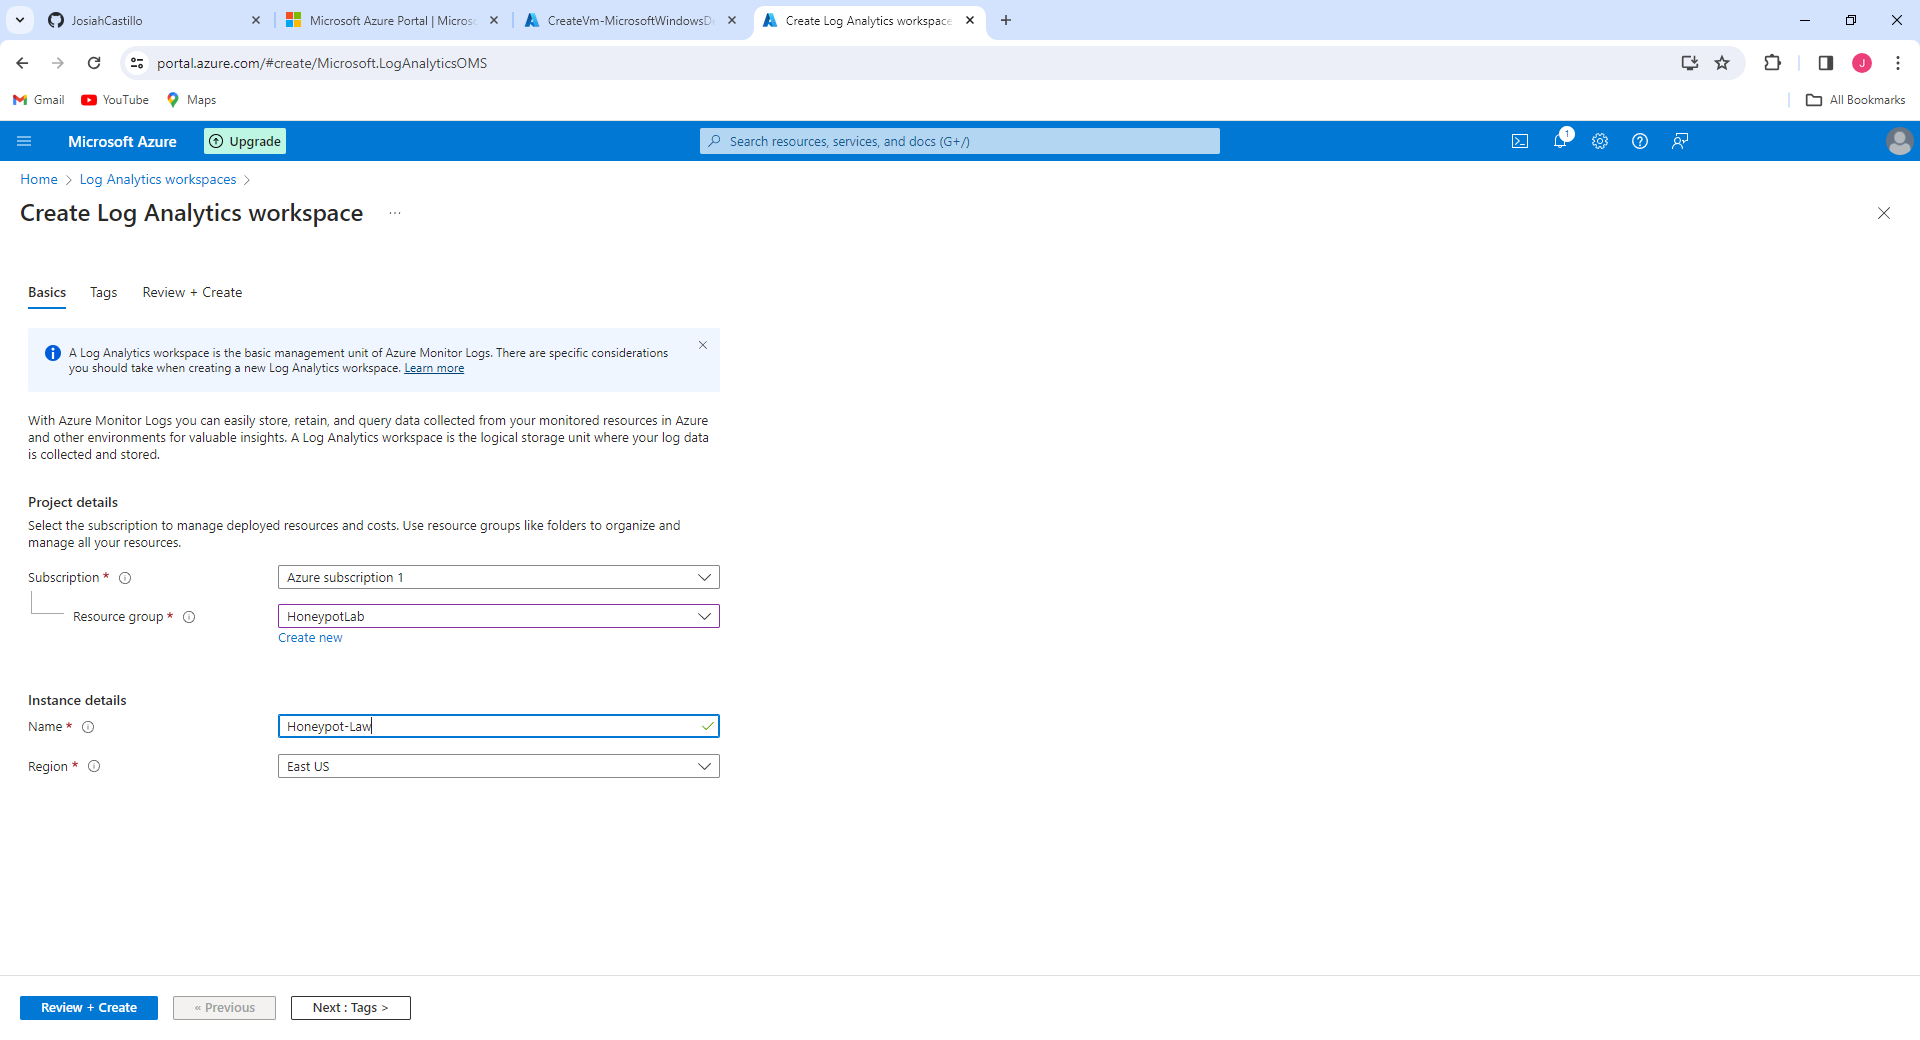 JosiahCastillo
Microsoft Azure Portal | Micros
CreateVm-MicrosoftWindowsDe
Create Log Analytics workspace
portal.azure.com/#create/Microsoft.LogAnalyticsOMS
J
Gmail
YouTube
Maps
All Bookmarks
Microsoft Azure
Upgrade
Search resources, services, and docs (G+/)
1
Home > Log Analytics workspaces >
Create Log Analytics workspace
...
Basics
Tags
Review + Create
A Log Analytics workspace is the basic management unit of Azure Monitor Logs. There are specific considerations
you should take when creating a new Log Analytics workspace. Learn more
With Azure Monitor Logs you can easily store, retain, and query data collected from your monitored resources in Azure
and other environments for valuable insights. A Log Analytics workspace is the logical storage unit where your log data
is collected and stored.
Project details
Select the subscription to manage deployed resources and costs. Use resource groups like folders to organize and
manage all your resources.
Subscription *
Azure subscription 1
Resource group *
HoneypotLab
Create new
Instance details
Name *
Honeypot-Law
Region *
East US
Review + Create
« Previous
Next : Tags >